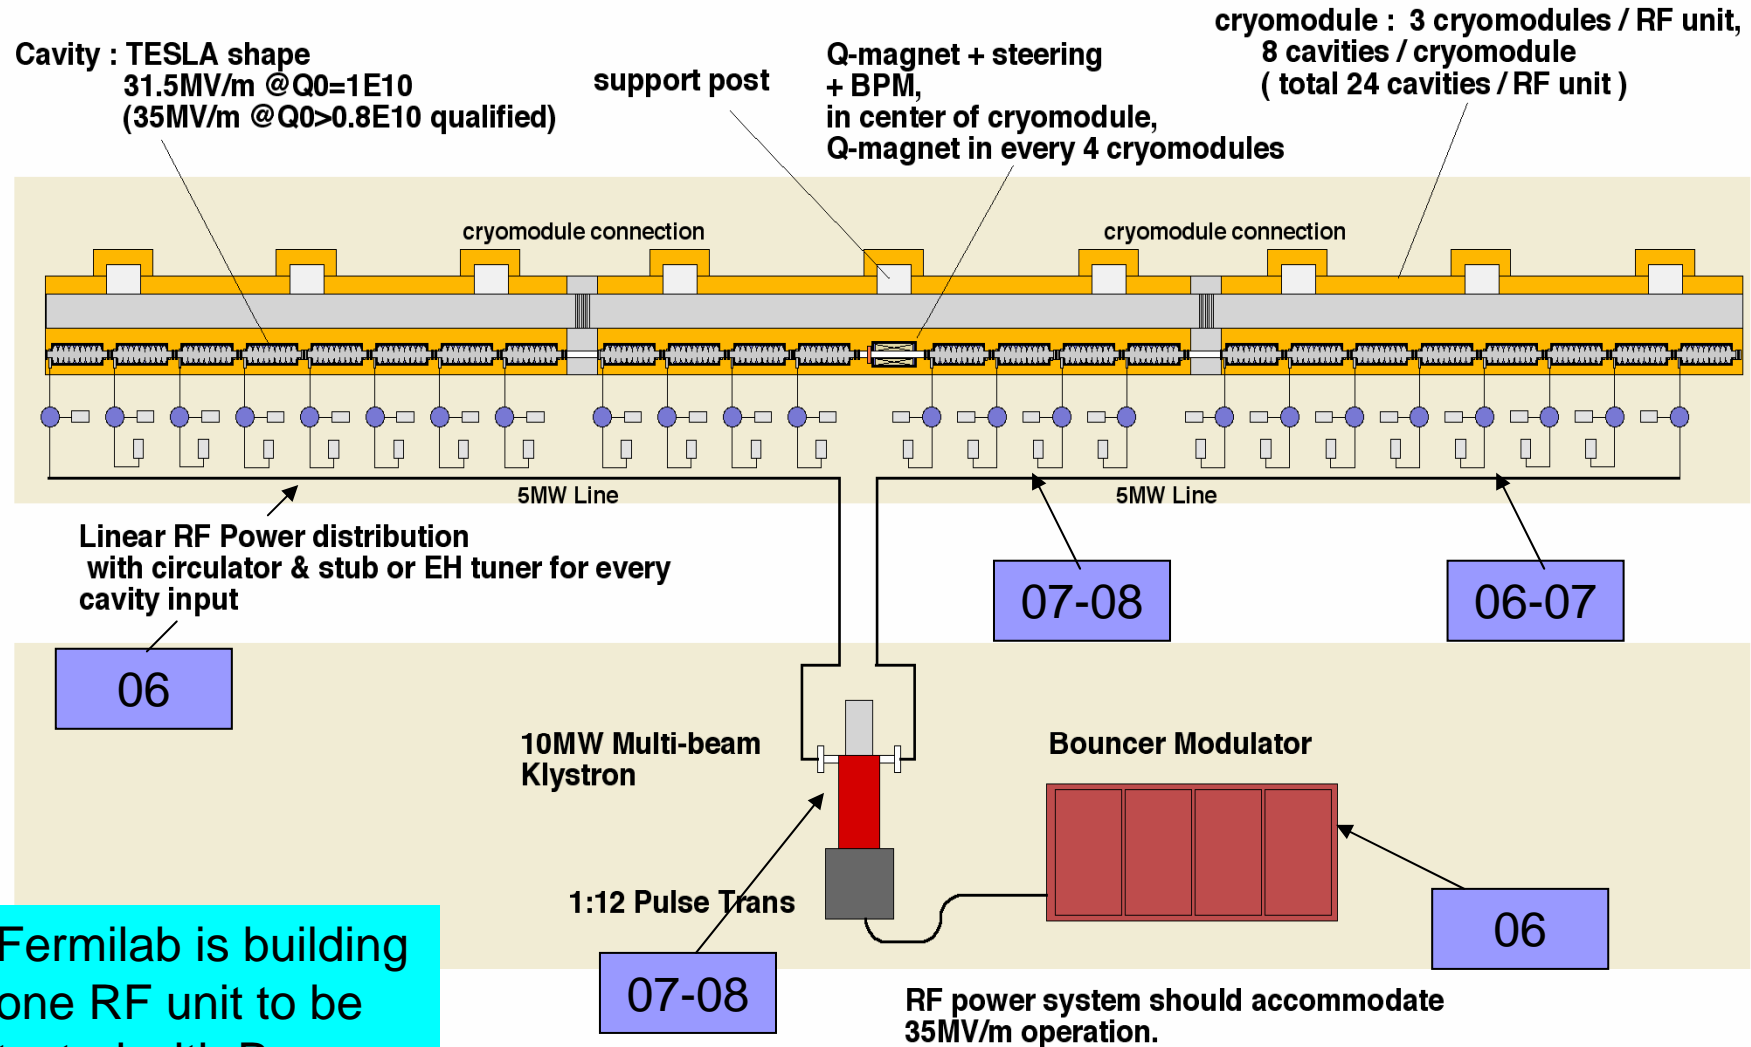 Cavity : TESLA shape
31.5MV/m @Q0=1E10
(35MV/m @Q0>0.8E10 qualified)
support post
Q-magnet + steering
+ BPM,
in center of cryomodule,
Q-magnet in every 4 cryomodules
cryomodule : 3 cryomodules / RF unit,
8 cavities / cryomodule
( total 24 cavities / RF unit )
cryomodule connection
cryomodule connection
5MW Line
5MW Line
Linear RF Power distribution
with circulator & stub or EH tuner for every
cavity input
07-08
06-07
06
10MW Multi-beam
Klystron
Bouncer Modulator
1:12 Pulse Trans
06
07-08
Fermilab is building
one RF unit to be
RF power system should accommodate
35MV/m operation.